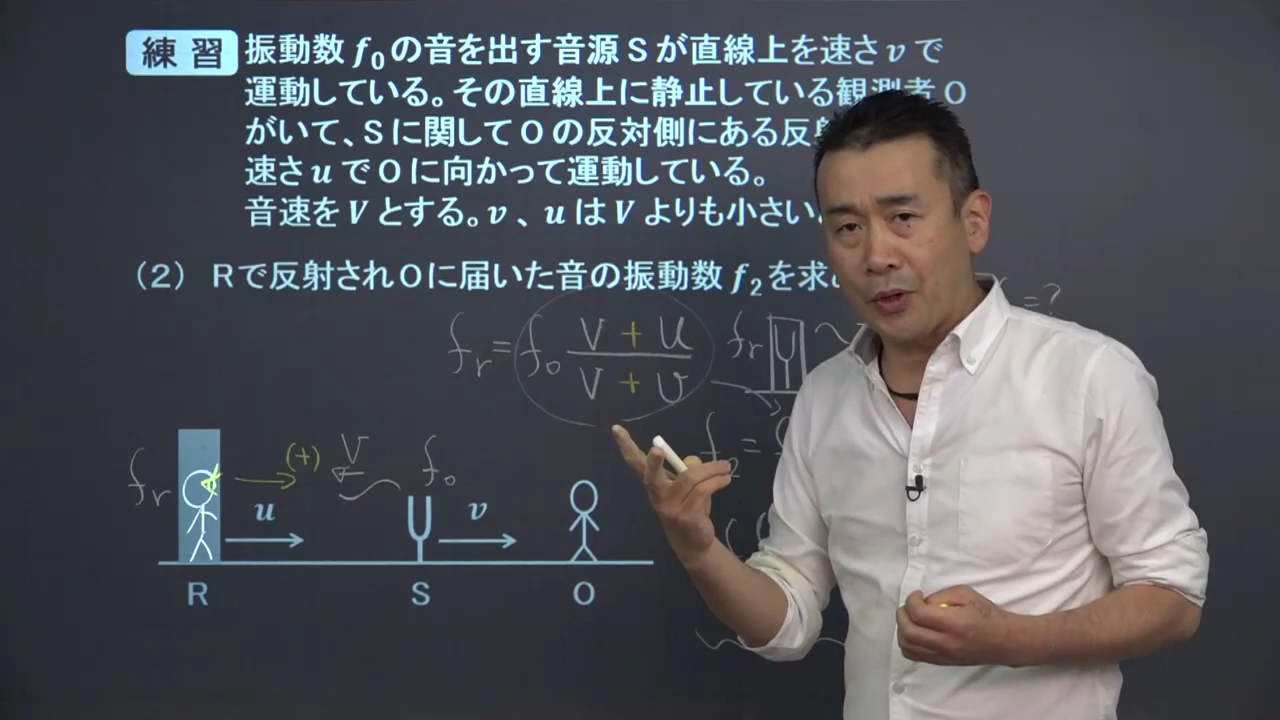 練習
振動数 f₀の音を出す音源Sが直線上を速さvで
運動している。その直線上に静止している観測者O
がいて、Sに関してOの反対側にある反
速さuでOに向かって運動している。
音速をVとする。v、uはVよりも小さい。
(2) Rで反射されOに届いた音の振動数 f₂を求
=?
fr=f₀ V+u/V+v
fr
f₂=
fr (+) V f₀
u v
R S O